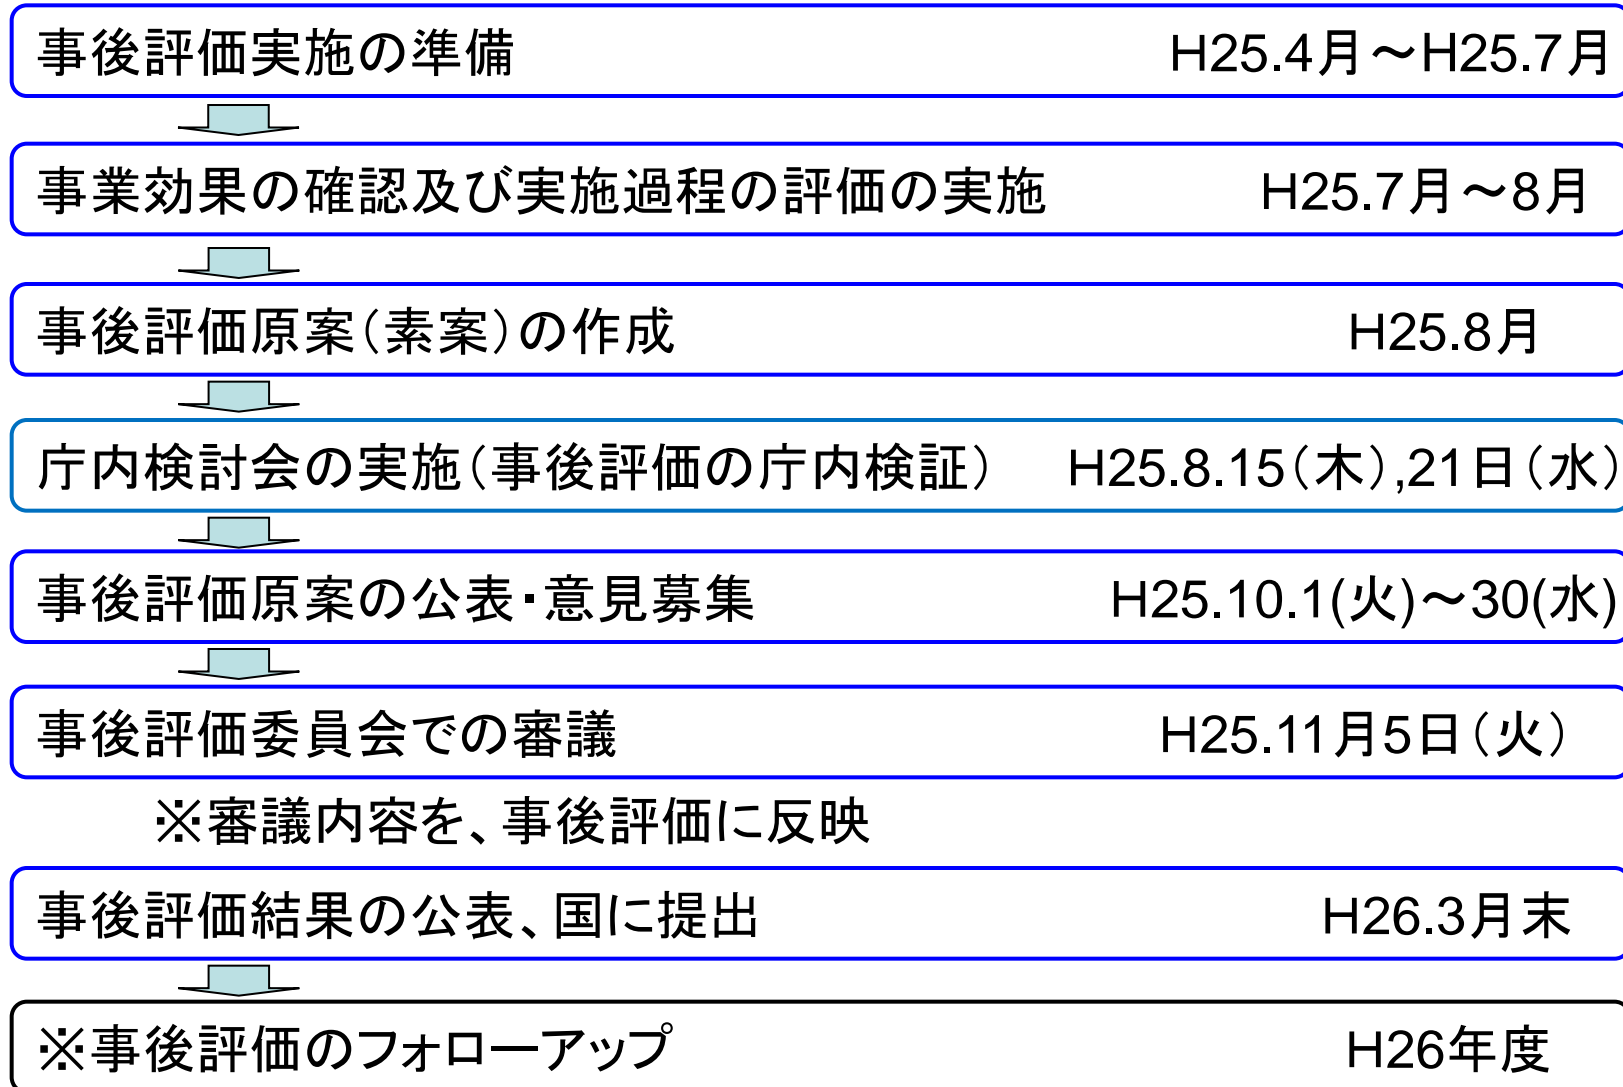 事後評価実施の準備 H25.4月～H25.7月
事業効果の確認及び実施過程の評価の実施 H25.7月～8月
事後評価原案（素案）の作成 H25.8月
庁内検討会の実施（事後評価の庁内検証） H25.8.15（木）,21日（水）
事後評価原案の公表・意見募集 H25.10.1(火)～30(水)
事後評価委員会での審議 H25.11月5日（火）
※審議内容を、事後評価に反映
事後評価結果の公表、国に提出 H26.3月末
※事後評価のフォローアップ H26年度